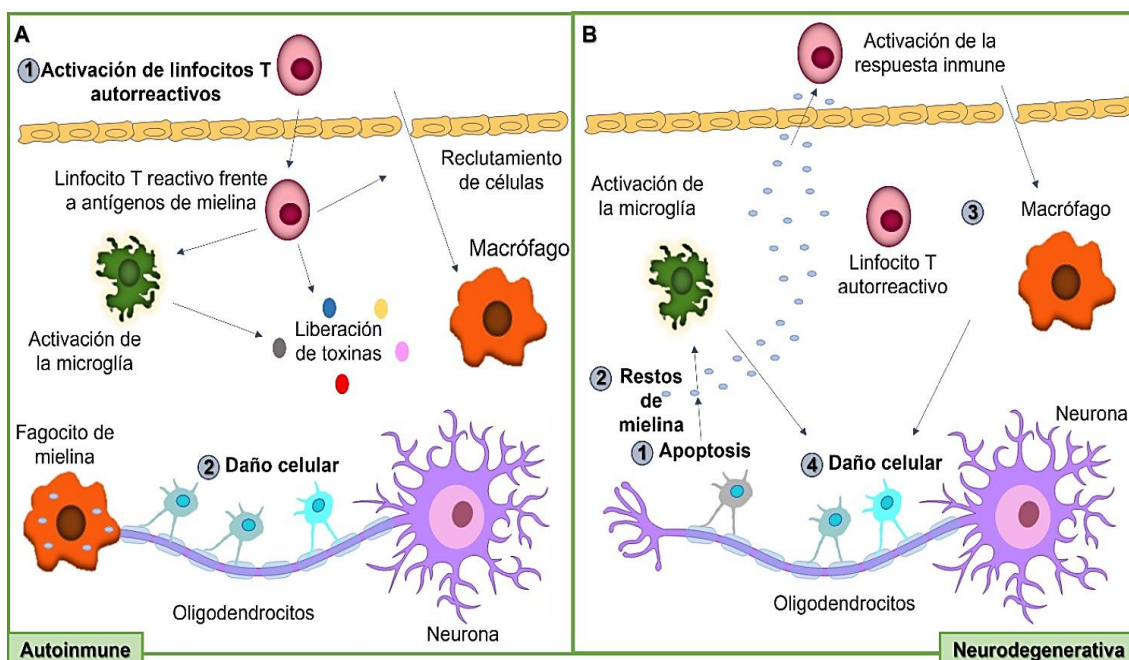 A
1 Activación de linfocitos T
autorreactivos
Linfocito T reactivo frente
a antígenos de mielina
Reclutamiento
de células
Macrófago
Activación de
la microglía
Liberación
de toxinas
Fagocito de
mielina
2 Daño celular
Oligodendrocitos
Neurona
Autoinmune
B
Activación de la
respuesta inmune
Activación de
la microglía
3
Macrófago
Linfocito T
autorreactivo
2 Restos
de
mielina
1 Apoptosis
4 Daño celular
Neurona
Oligodendrocitos
Neurodegenerativa